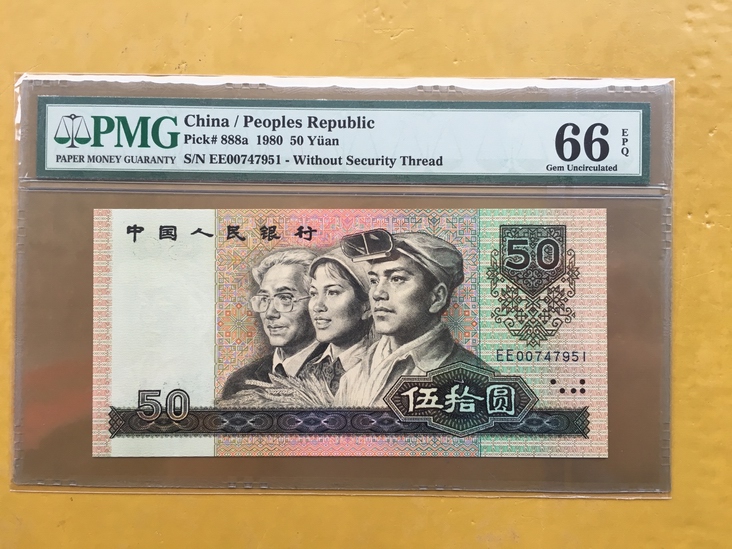 PMG
PAPER MONEY GUARANTY
China / Peoples Republic
Pick# 888a 1980 50 Yüan
S/N EE00747951 - Without Security Thread
66 EPQ
Gem Uncirculated
中国人民银行
50
EE00747951
50
伍拾圆